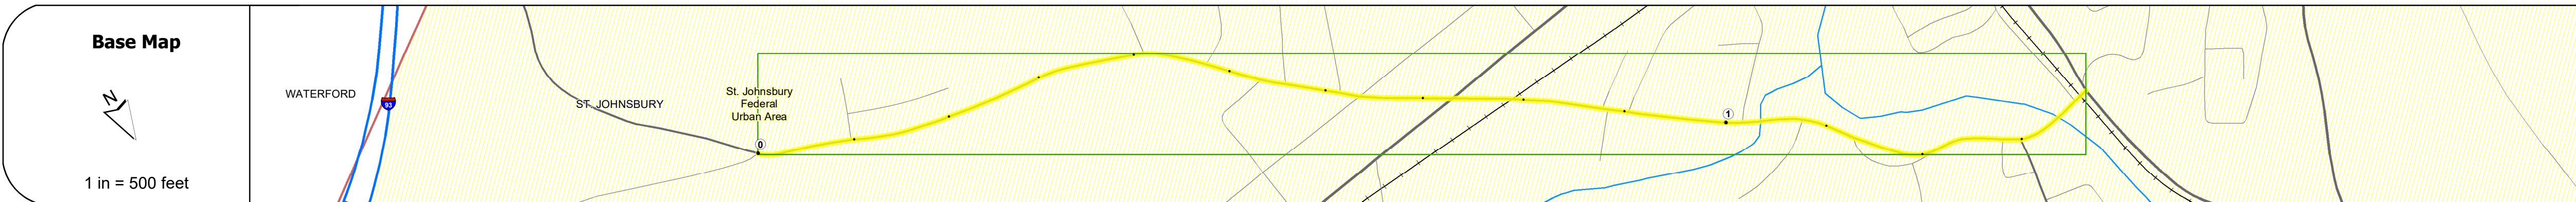 Base Map
N
1 in = 500 feet
WATERFORD
93
ST. JOHNSBURY
St. Johnsbury
Federal
Urban Area
0
1